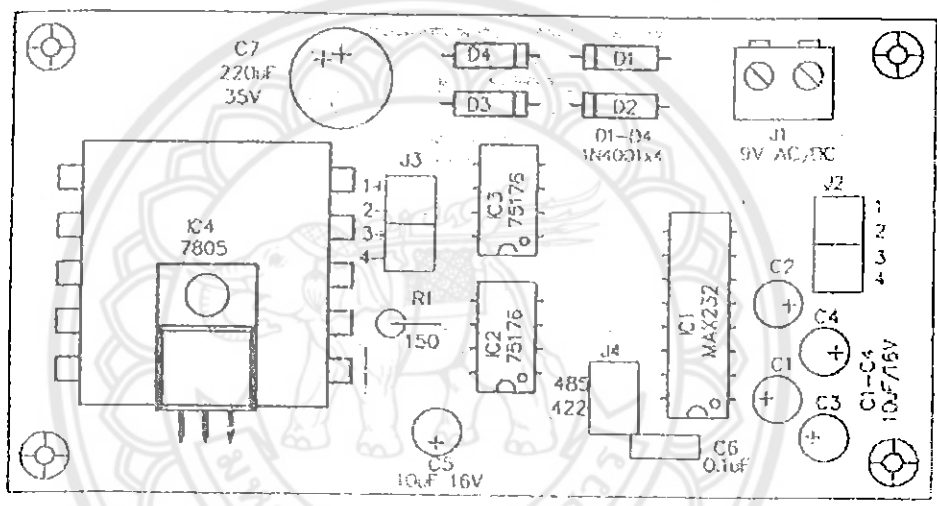 C7
220uF
35V
D4
D1
D3
D2
D1-D4
1N4001x4
J1
9V AC/DC
J3
1
2
3
4
IC3
75176
J2
1
2
3
4
IC4
7805
R1
150
IC2
75176
IC1
MAX232
C2
C4
C1
C3
C1-C4
10uF/16V
J4
485
422
C6
0.1uF
C5
10uF 16V